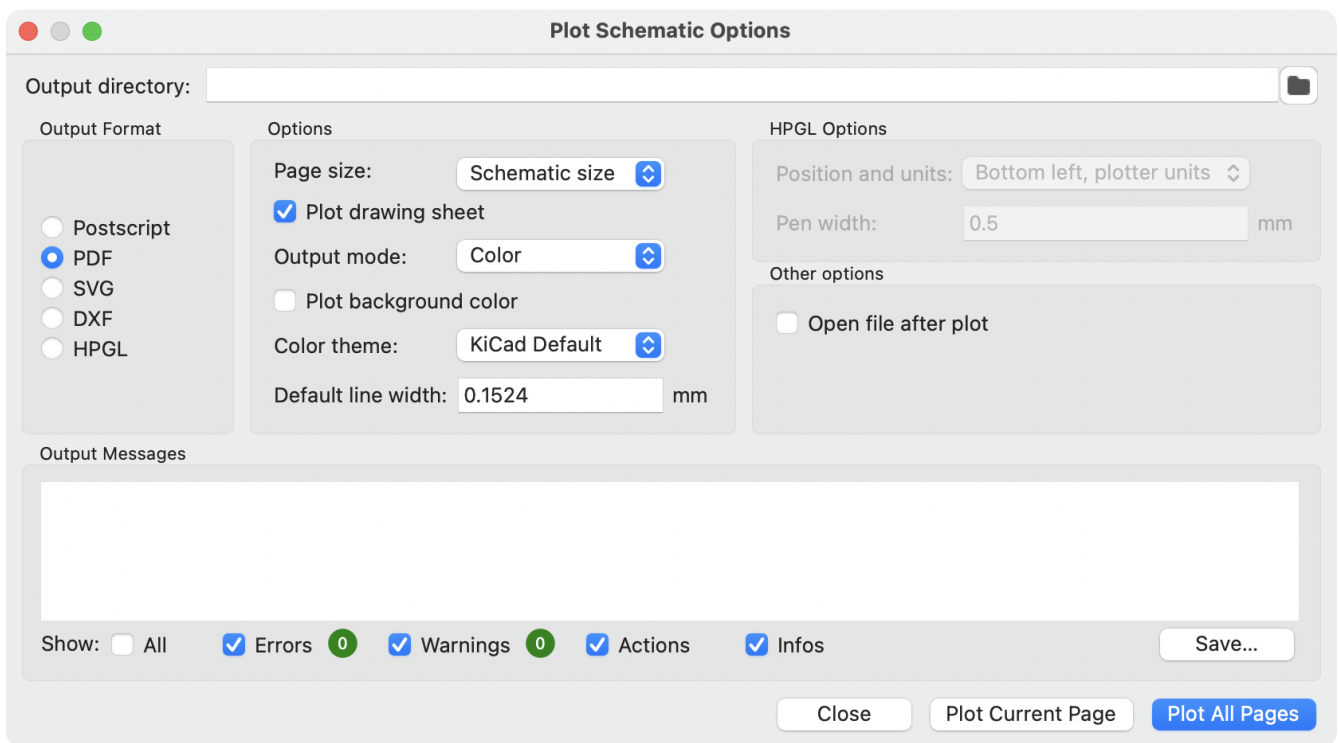 Plot Schematic Options
Output directory:
Output Format
Postscript
PDF
SVG
DXF
HPGL
Options
Page size: Schematic size
Plot drawing sheet
Output mode: Color
Plot background color
Color theme: KiCad Default
Default line width: 0.1524 mm
HPGL Options
Position and units: Bottom left, plotter units
Pen width: 0.5 mm
Other options
Open file after plot
Output Messages
Show: All Errors 0 Warnings 0 Actions Infos Save...
Close Plot Current Page Plot All Pages